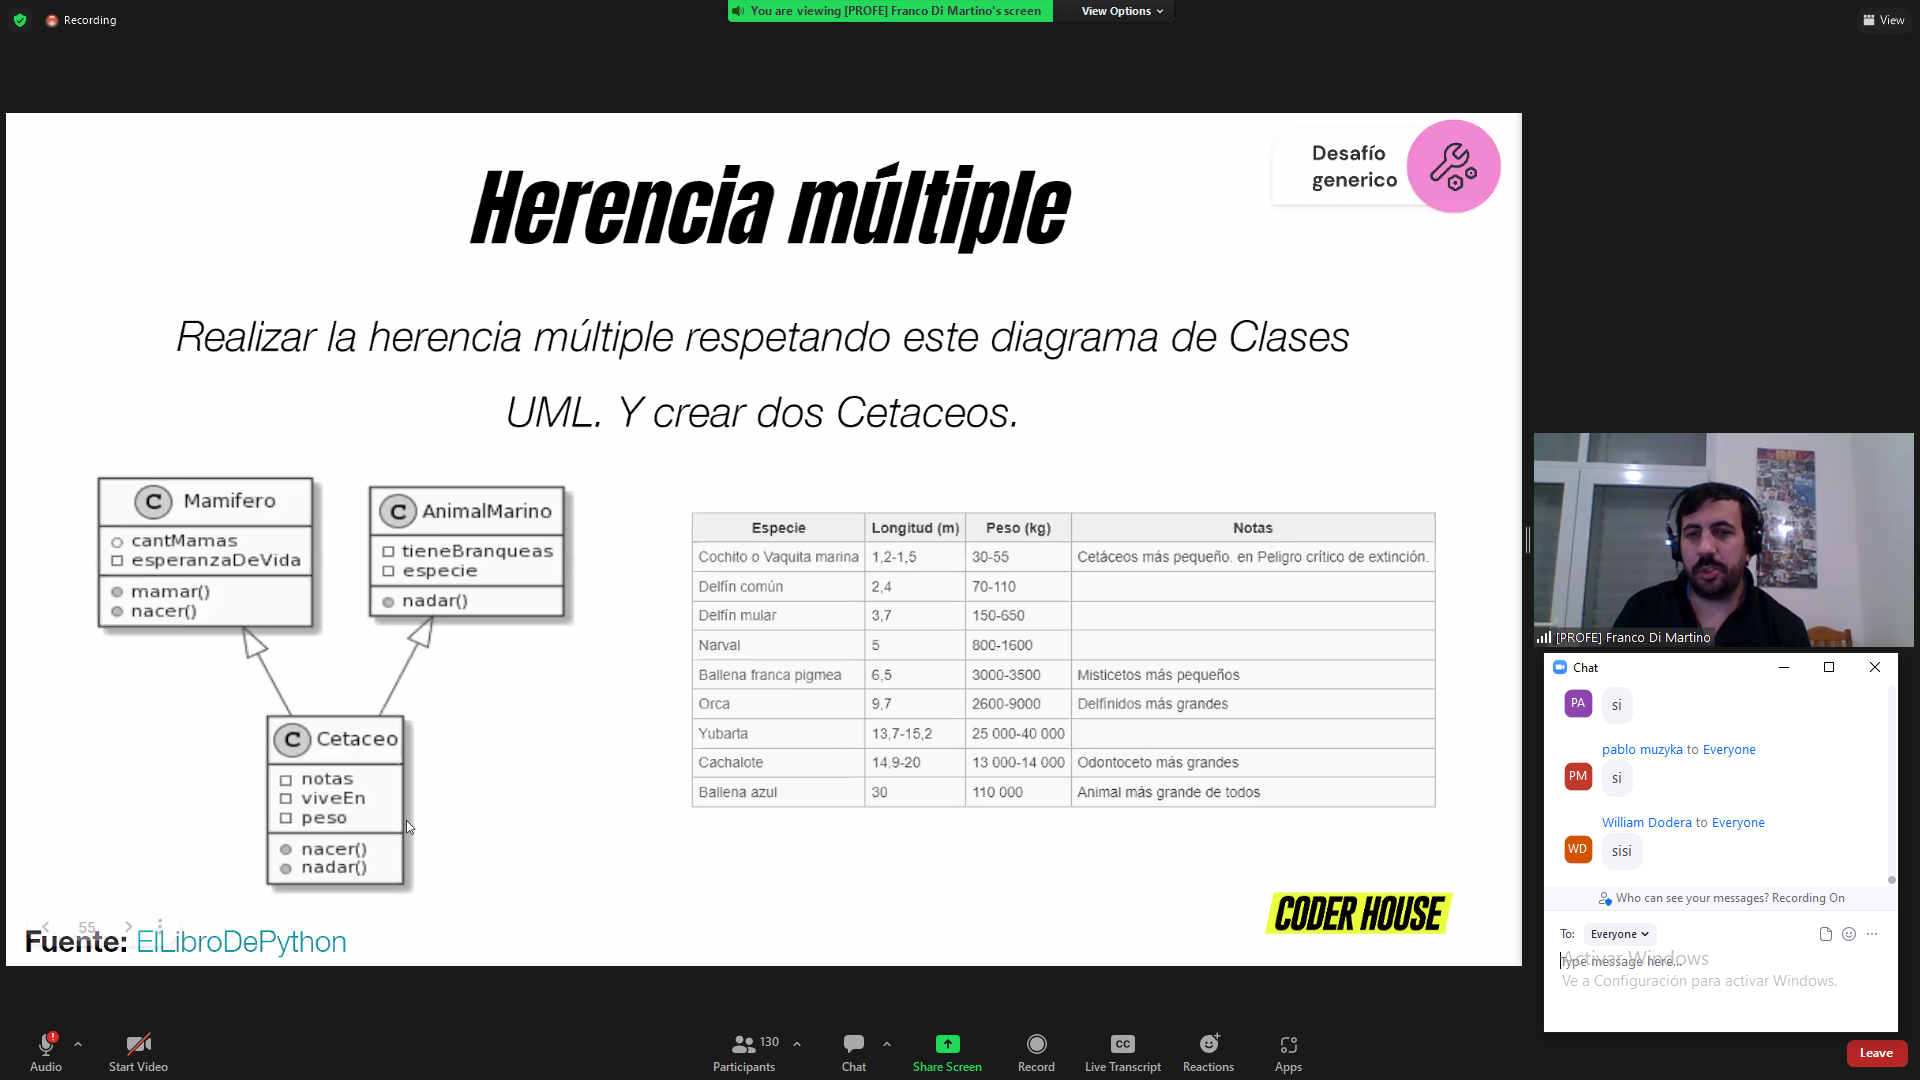 Recording
You are viewing [PROFE] Franco Di Martino's screen
View Options
View
Desafío
generico
Herencia múltiple
Realizar la herencia múltiple respetando este diagrama de Clases
UML. Y crear dos Cetaceos.
C Mamifero
cantMamas
esperanzaDeVida
mamar()
nacer()
C AnimalMarino
tieneBranqueas
especie
nadar()
C Cetaceo
notas
viveEn
peso
nacer()
nadar()
Especie Longitud (m) Peso (kg) Notas
Cochito o Vaquita marina 1,2-1,5 30-55 Cetáceos más pequeño. en Peligro crítico de extinción.
Delfín común 2,4 70-110
Delfín mular 3,7 150-650
Narval 5 800-1600
Ballena franca pigmea 6,5 3000-3500 Misticetos más pequeños
Orca 9,7 2600-9000 Delfínidos más grandes
Yubarta 13,7-15,2 25 000-40 000
Cachalote 14,9-20 13 000-14 000 Odontoceto más grandes
Ballena azul 30 110 000 Animal más grande de todos
CODER HOUSE
55
Fuente: ElLibroDePython
[PROFE] Franco Di Martino
Chat
PA
si
pablo muzyka to Everyone
PM
si
William Dodera to Everyone
WD
sisi
Who can see your messages? Recording On
To: Everyone
Type message here...
Activar Windows
Ve a Configuración para activar Windows.
Audio
Start Video
130
Participants
Chat
Share Screen
Record
CC
Live Transcript
Reactions
Apps
Leave